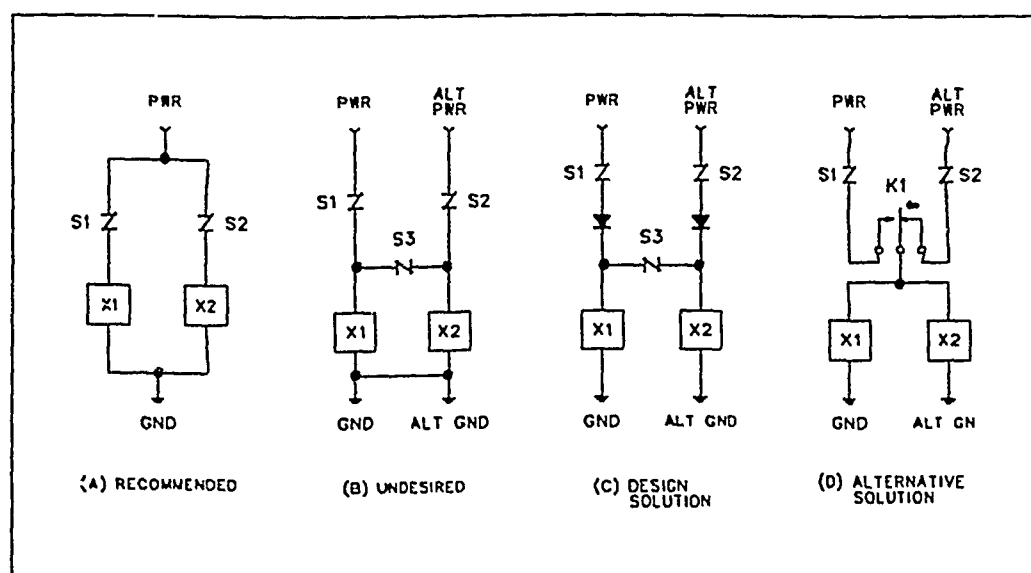 PWR
S1
S2
X1
X2
GND
(A) RECOMMENDED
PWR
ALT
PWR
S1
S2
S3
X1
X2
GND
ALT GND
(B) UNDESIRED
PWR
ALT
PWR
S1
S2
S3
X1
X2
GND
ALT GND
(C) DESIGN
SOLUTION
PWR
ALT
PWR
S1
K1
S2
X1
X2
GND
ALT GN
(D) ALTERNATIVE
SOLUTION